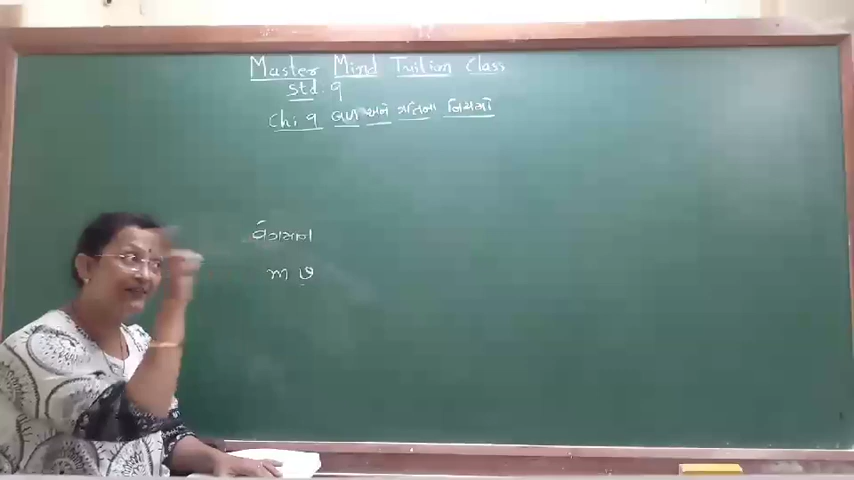 Master Mind Tuition Class
Std. 9
Ch: 9 બળ અને ગતિના નિયમો
વેગમાન
m v